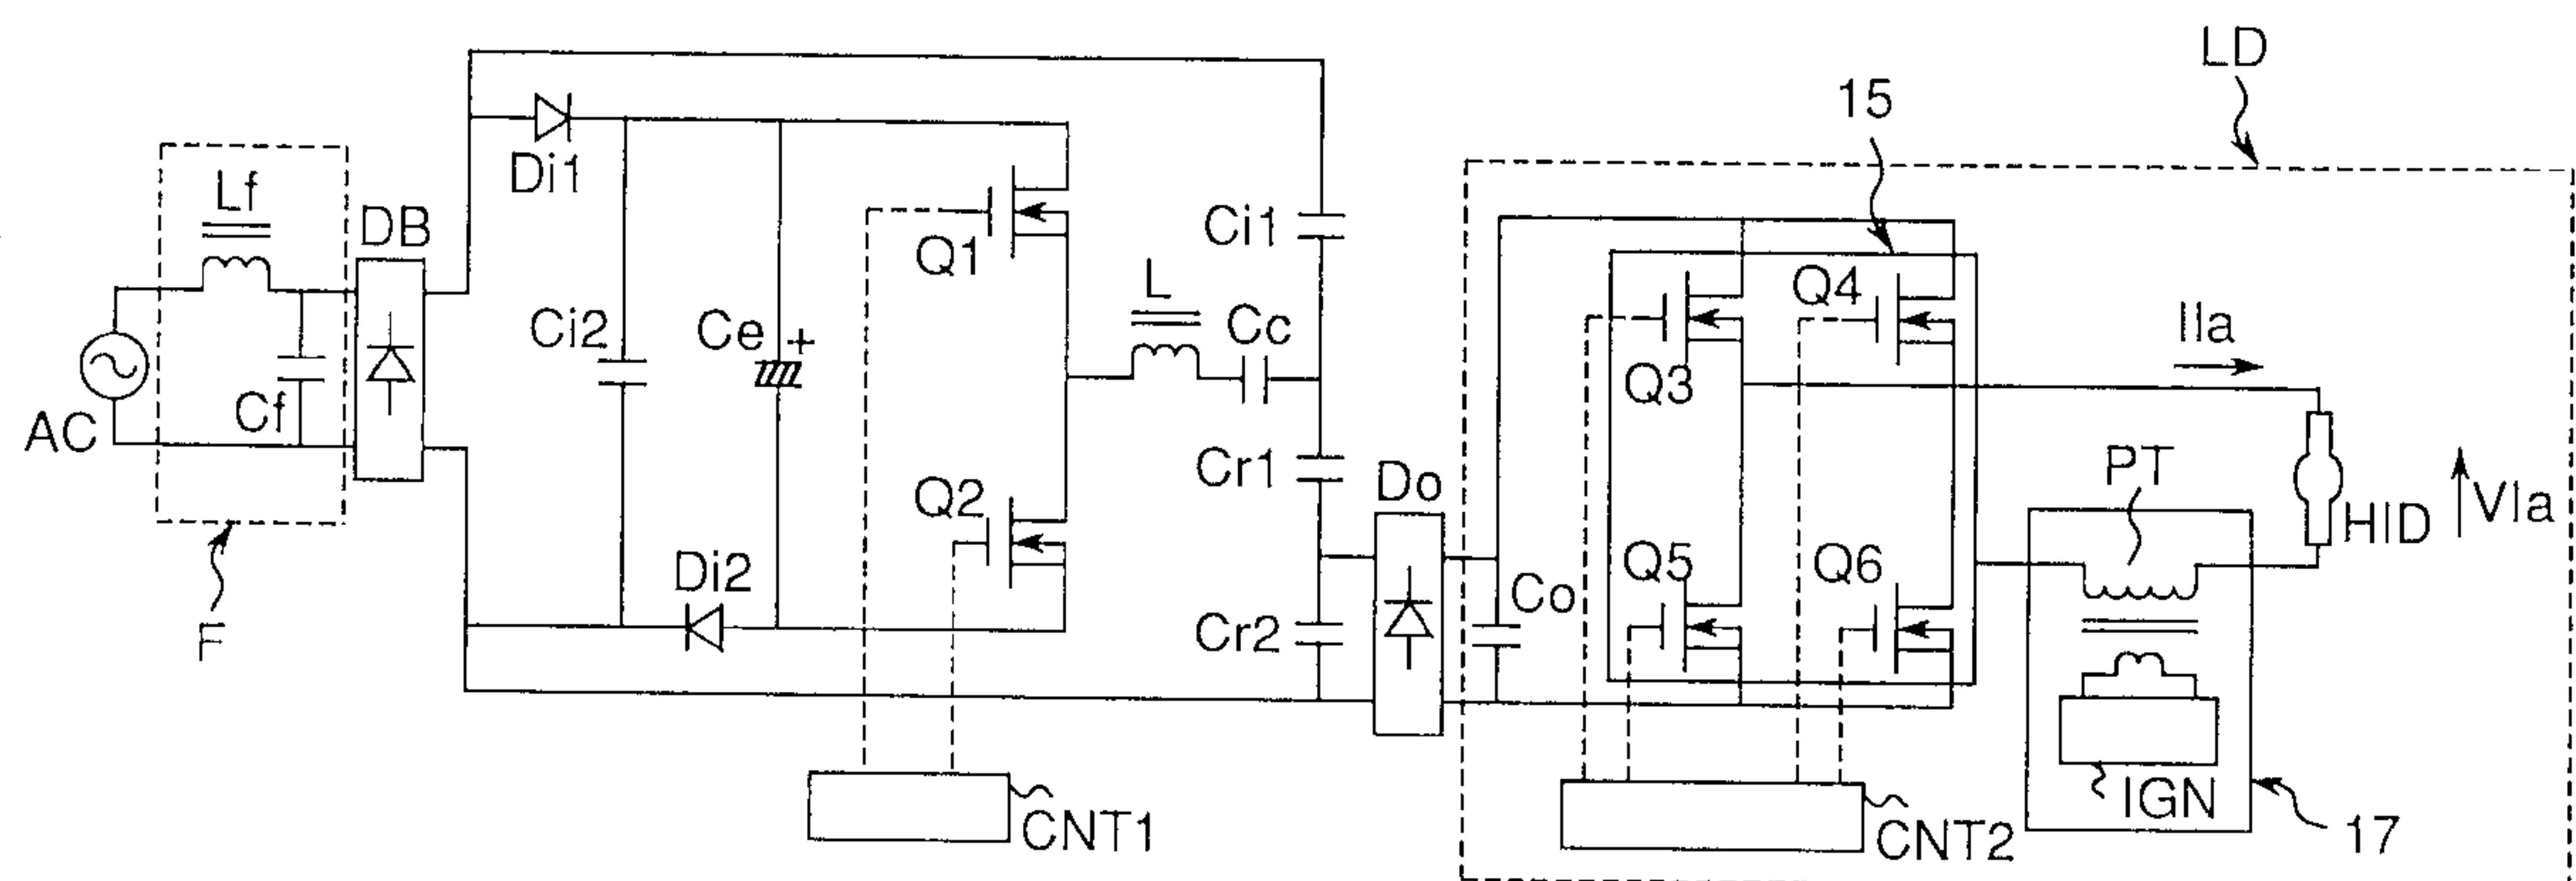 LD
15
Di1
Lf
DB
Q1
Ci1
Q4
L
Cc
Ci2
Ce
+
Q3
Ila
Cf
AC
Cr1
Do
PT
HID
Vla
Q2
Di2
Q5
Q6
Co
Cr2
F
IGN
CNT1
CNT2
17